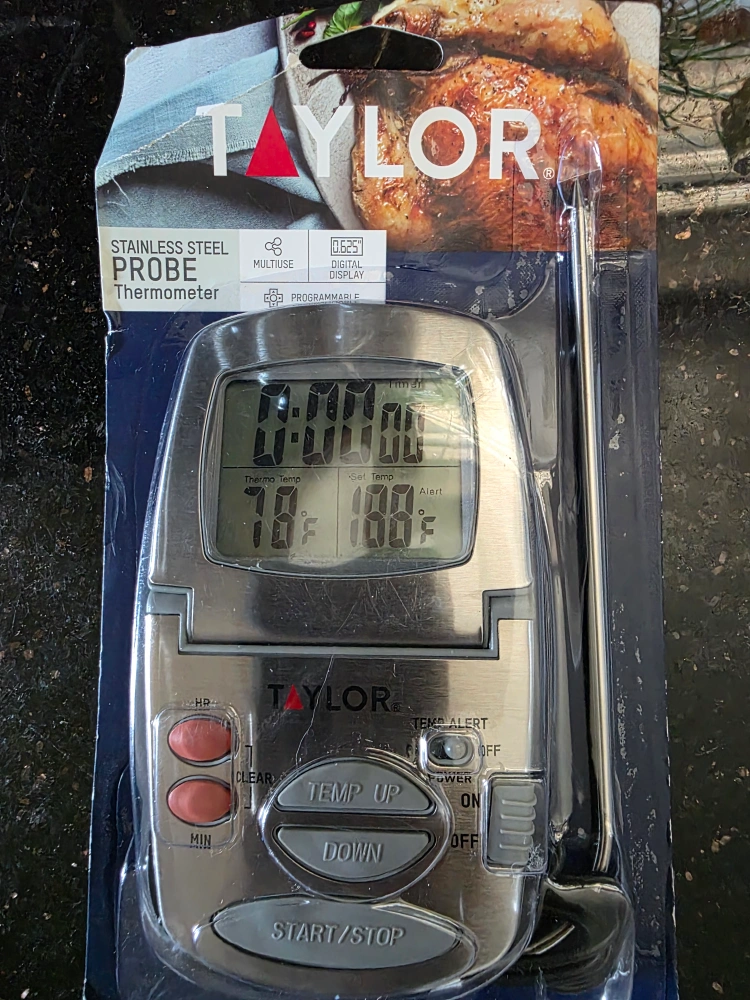 TAYLOR®
STAINLESS STEEL
PROBE
Thermometer
MULTIUSE
0.625"
DIGITAL
DISPLAY
PROGRAMMABLE
Timer
0:00 00
Thermo Temp
78°F
Set Temp
Alert
188°F
TAYLOR®
HR
CLEAR
MIN
TEMP ALERT
OFF
POWER
ON
OFF
TEMP UP
DOWN
START/STOP